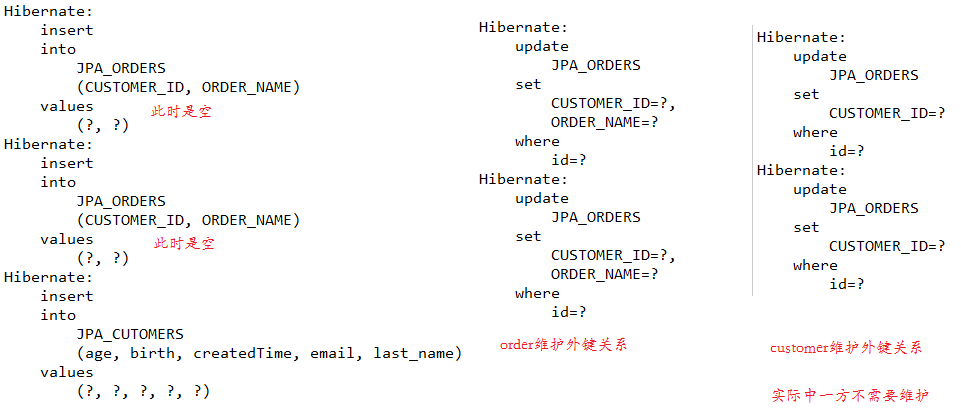 Hibernate:
insert
into
JPA_ORDERS
(CUSTOMER_ID, ORDER_NAME)
values
此时是空
(?, ?)
Hibernate:
insert
into
JPA_ORDERS
(CUSTOMER_ID, ORDER_NAME)
values
此时是空
(?, ?)
Hibernate:
insert
into
JPA_CUTOMERS
(age, birth, createdTime, email, last_name)
values
(?, ?, ?, ?, ?)
Hibernate:
update
JPA_ORDERS
set
CUSTOMER_ID=?,
ORDER_NAME=?
where
id=?
Hibernate:
update
JPA_ORDERS
set
CUSTOMER_ID=?,
ORDER_NAME=?
where
id=?
order维护外键关系
Hibernate:
update
JPA_ORDERS
set
CUSTOMER_ID=?
where
id=?
Hibernate:
update
JPA_ORDERS
set
CUSTOMER_ID=?
where
id=?
customer维护外键关系
实际中一方不需要维护